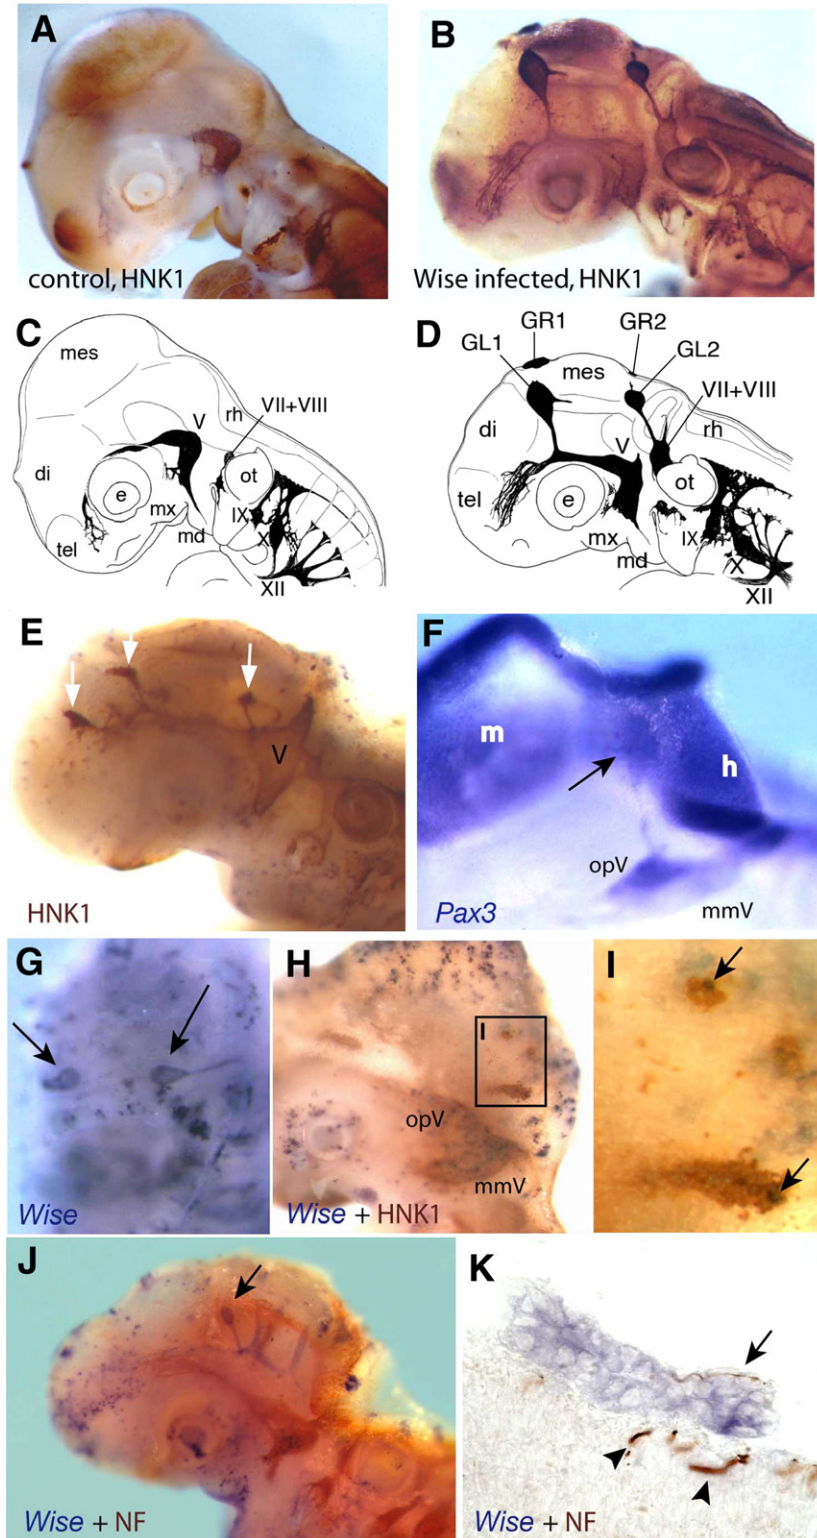 A
control, HNK1
B
Wise infected, HNK1
C
mes
V
VII+VIII
rh
di
e
ot
mx
IX
tel
md
X
XII
D
GR1
GR2
GL1
mes
GL2
VII+VIII
di
V
rh
tel
e
ot
mx
IX
md
X
XII
E
V
HNK1
F
m
h
opV
Pax3
mmV
G
Wise
H
I
opV
mmV
Wise + HNK1
I
J
Wise + NF
K
Wise + NF